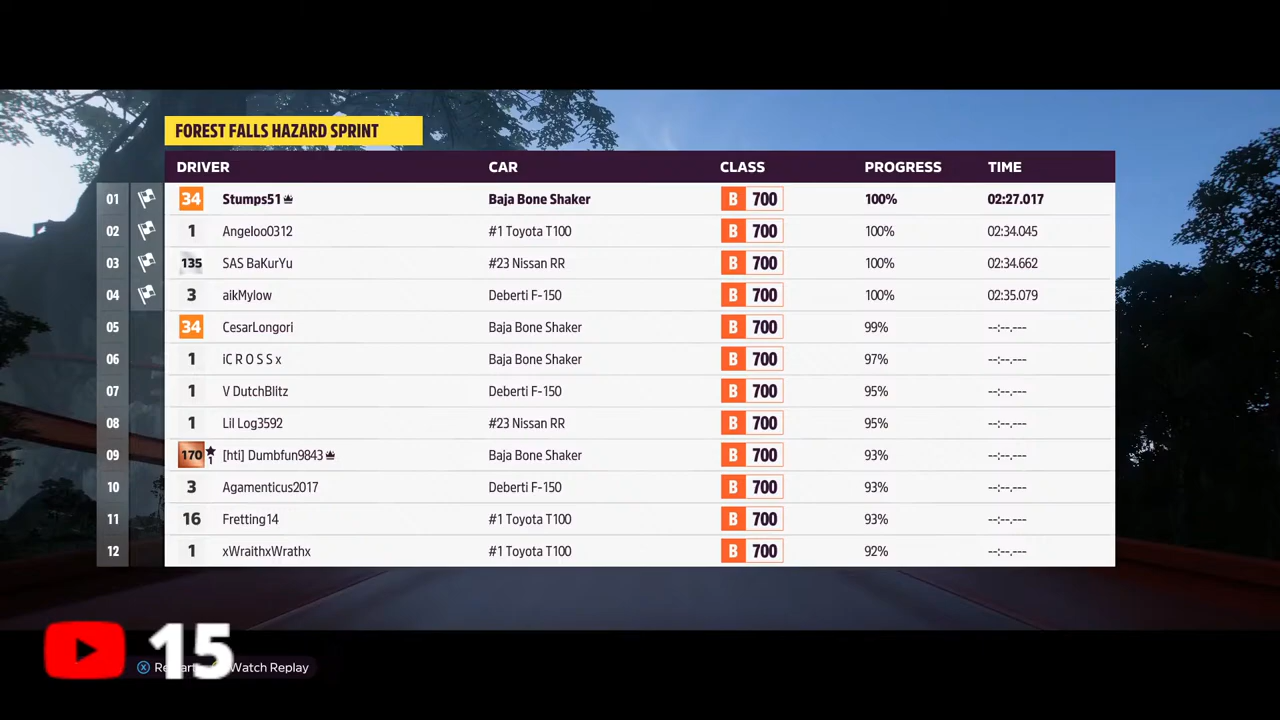 FOREST FALLS HAZARD SPRINT
DRIVER CAR CLASS PROGRESS TIME
01 34 Stumps51 Baja Bone Shaker B 700 100% 02:27.017
02 1 Angeloo0312 #1 Toyota T100 B 700 100% 02:34.045
03 135 SAS BaKurYu #23 Nissan RR B 700 100% 02:34.662
04 3 aikMylow Deberti F-150 B 700 100% 02:35.079
05 34 CesarLongori Baja Bone Shaker B 700 99% --:--.---
06 1 iC R O S S x Baja Bone Shaker B 700 97% --:--.---
07 1 V DutchBlitz Deberti F-150 B 700 95% --:--.---
08 1 Lil Log3592 #23 Nissan RR B 700 95% --:--.---
09 170 1 [hti] Dumbfun9843 Baja Bone Shaker B 700 93% --:--.---
10 3 Agamenticus2017 Deberti F-150 B 700 93% --:--.---
11 16 Fretting14 #1 Toyota T100 B 700 93% --:--.---
12 1 xWraithxWrathx #1 Toyota T100 B 700 92% --:--.---
15
X Watch Replay